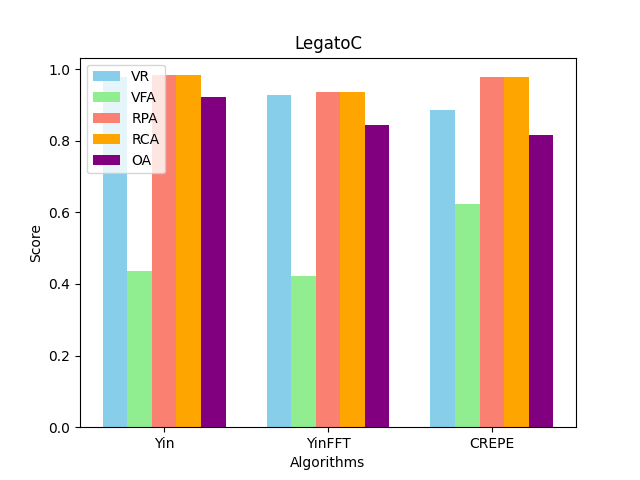 LegatoC
VR
VFA
RPA
RCA
OA
Score
1.0
0.8
0.6
0.4
0.2
0.0
Yin
YinFFT
CREPE
Algorithms